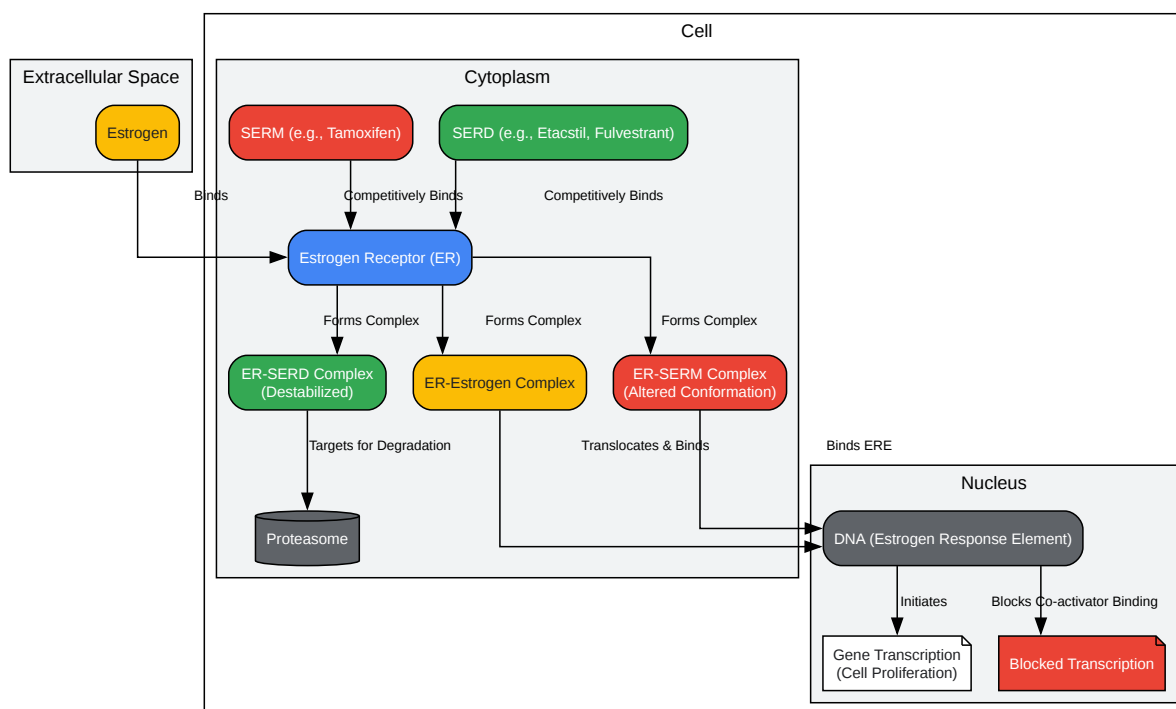 Cell
Extracellular Space
Cytoplasm
Estrogen
SERM (e.g., Tamoxifen)
SERD (e.g., Etacstil, Fulvestrant)
Binds
Competitively Binds
Competitively Binds
Estrogen Receptor (ER)
Forms Complex
Forms Complex
Forms Complex
ER-SERD Complex
(Destabilized)
ER-Estrogen Complex
ER-SERM Complex
(Altered Conformation)
Targets for Degradation
Translocates & Binds
Binds ERE
Nucleus
Proteasome
DNA (Estrogen Response Element)
Initiates
Blocks Co-activator Binding
Gene Transcription
(Cell Proliferation)
Blocked Transcription